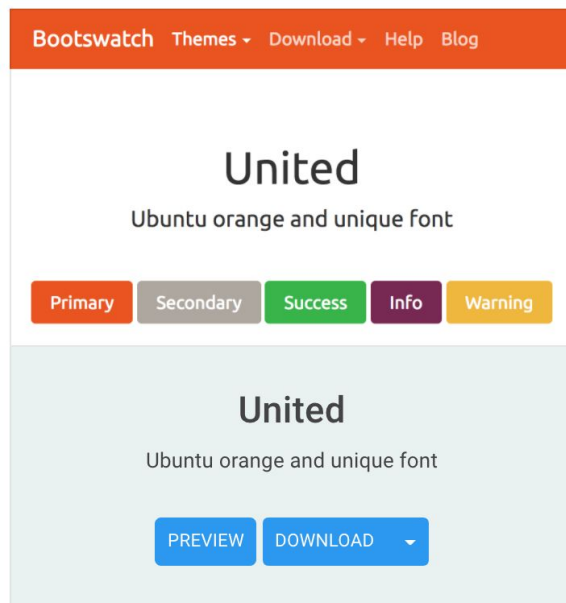 Bootswatch Themes Download Help Blog
United
Ubuntu orange and unique font
Primary Secondary Success Info Warning
United
Ubuntu orange and unique font
PREVIEW DOWNLOAD